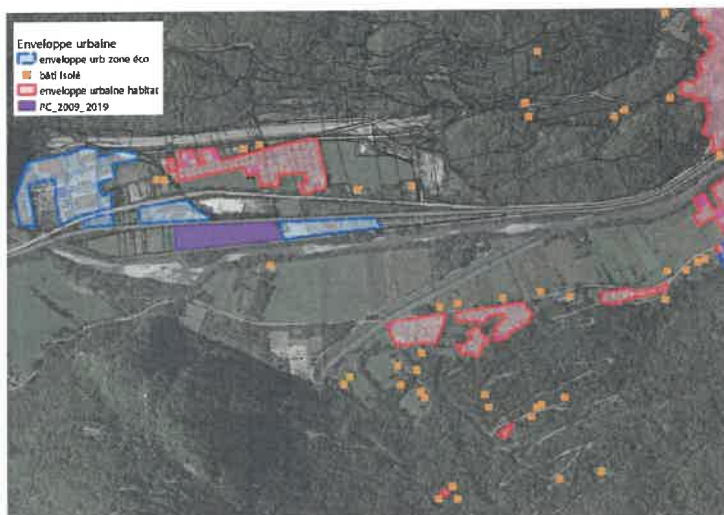 Enveloppe urbaine
enveloppe urb zone éco
bâti isolé
enveloppe urbaine habitat
PC_2009_2019